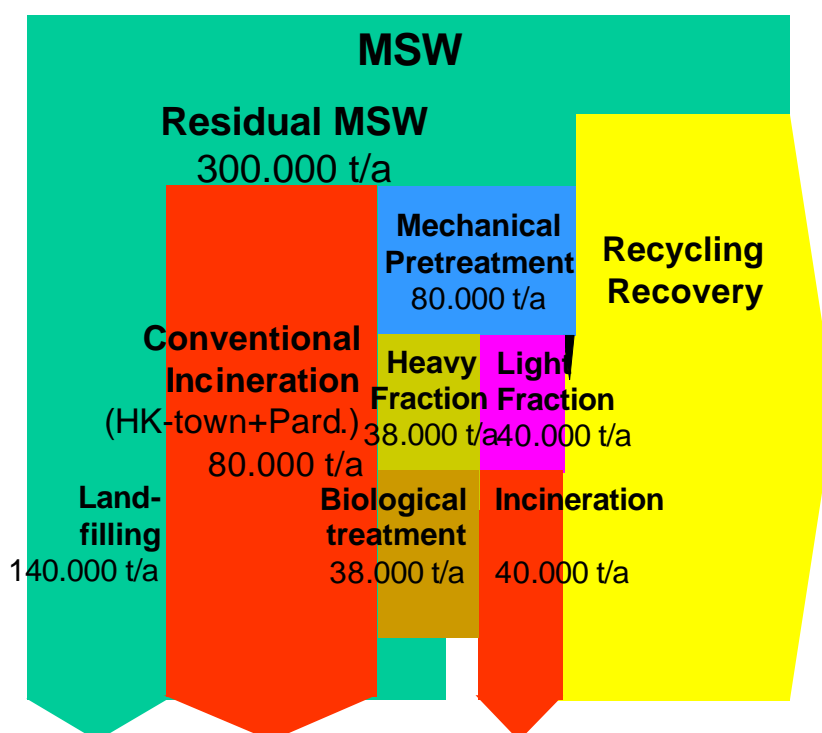 MSW
Residual MSW
300.000 t/a
Mechanical
Pretreatment
80.000 t/a
Recycling
Recovery
Conventional
Incineration
(HK-town+Pard.)
80.000 t/a
Heavy
Fraction
38.000 t/a
Light
Fraction
40.000 t/a
Land-
filling
140.000 t/a
Biological
treatment
38.000 t/a
Incineration
40.000 t/a